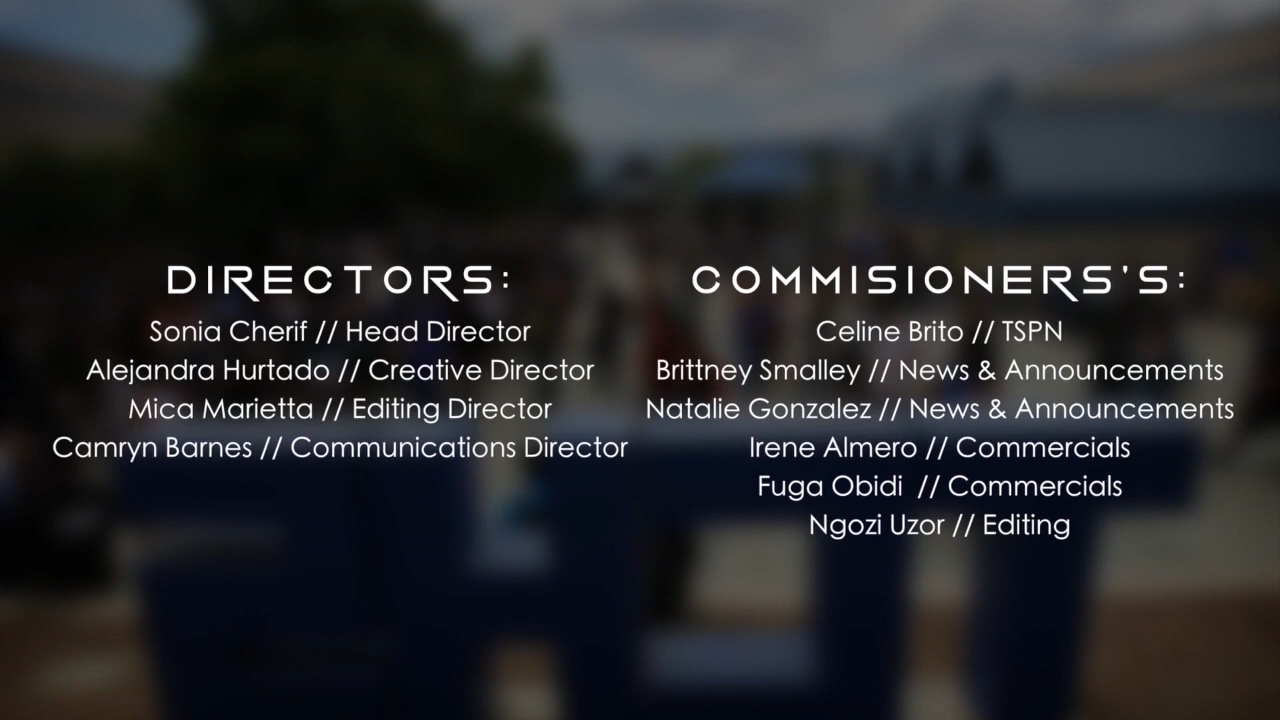 DIRECTORS:
Sonia Cherif // Head Director
Alejandra Hurtado // Creative Director
Mica Marietta // Editing Director
Camryn Barnes // Communications Director
COMMISIONERS'S:
Celine Brito // TSPN
Brittney Smalley // News & Announcements
Natalie Gonzalez // News & Announcements
Irene Almero // Commercials
Fuga Obidi // Commercials
Ngozi Uzor // Editing